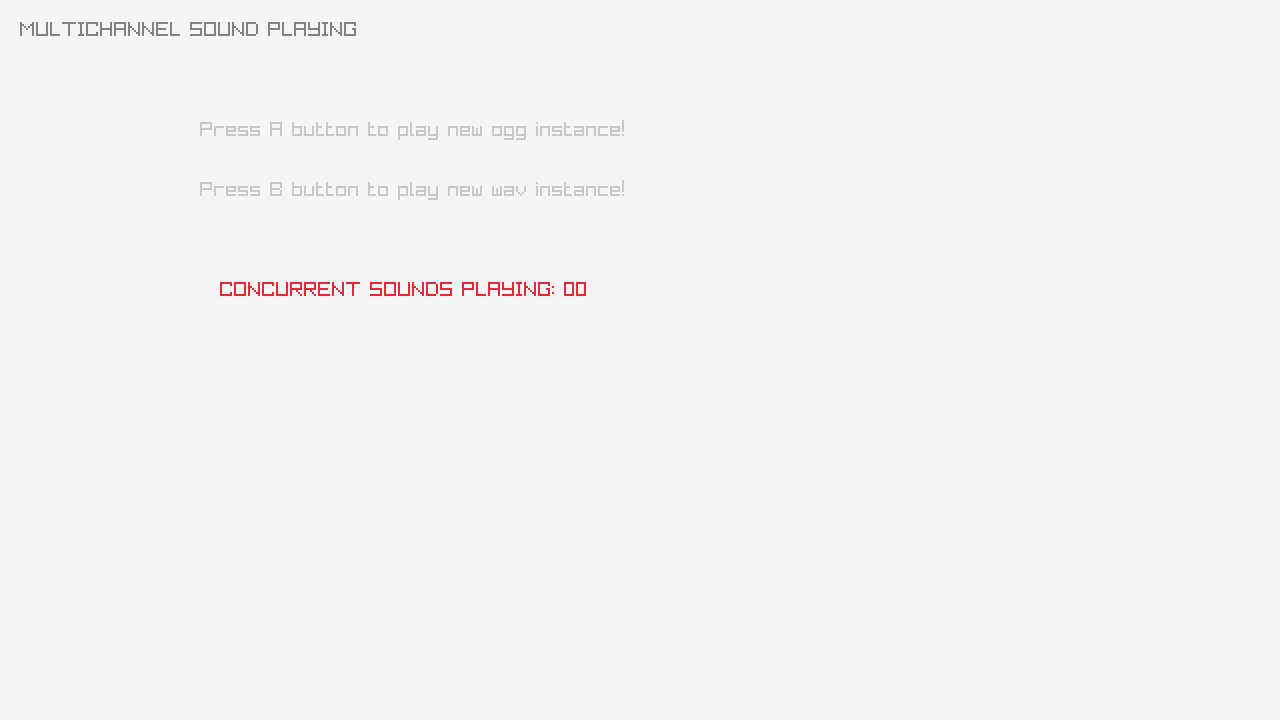 MULTICHANNEL SOUND PLAYING
Press A button to play new ogg instance!
Press B button to play new wav instance!
CONCURRENT SOUNDS PLAYING: 00